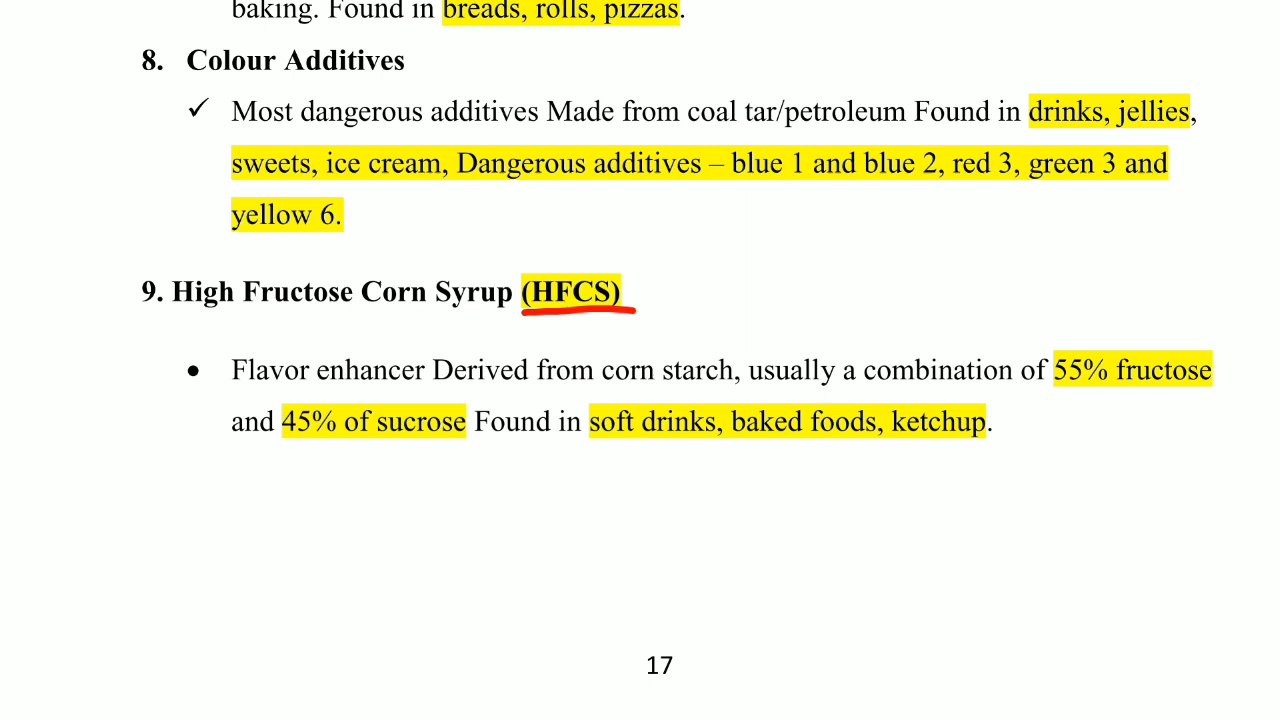 baking. Found in breads, rolls, pizzas.
8. Colour Additives
✓ Most dangerous additives Made from coal tar/petroleum Found in drinks, jellies,
sweets, ice cream, Dangerous additives – blue 1 and blue 2, red 3, green 3 and
yellow 6.
9. High Fructose Corn Syrup (HFCS)
• Flavor enhancer Derived from corn starch, usually a combination of 55% fructose
and 45% of sucrose Found in soft drinks, baked foods, ketchup.
17